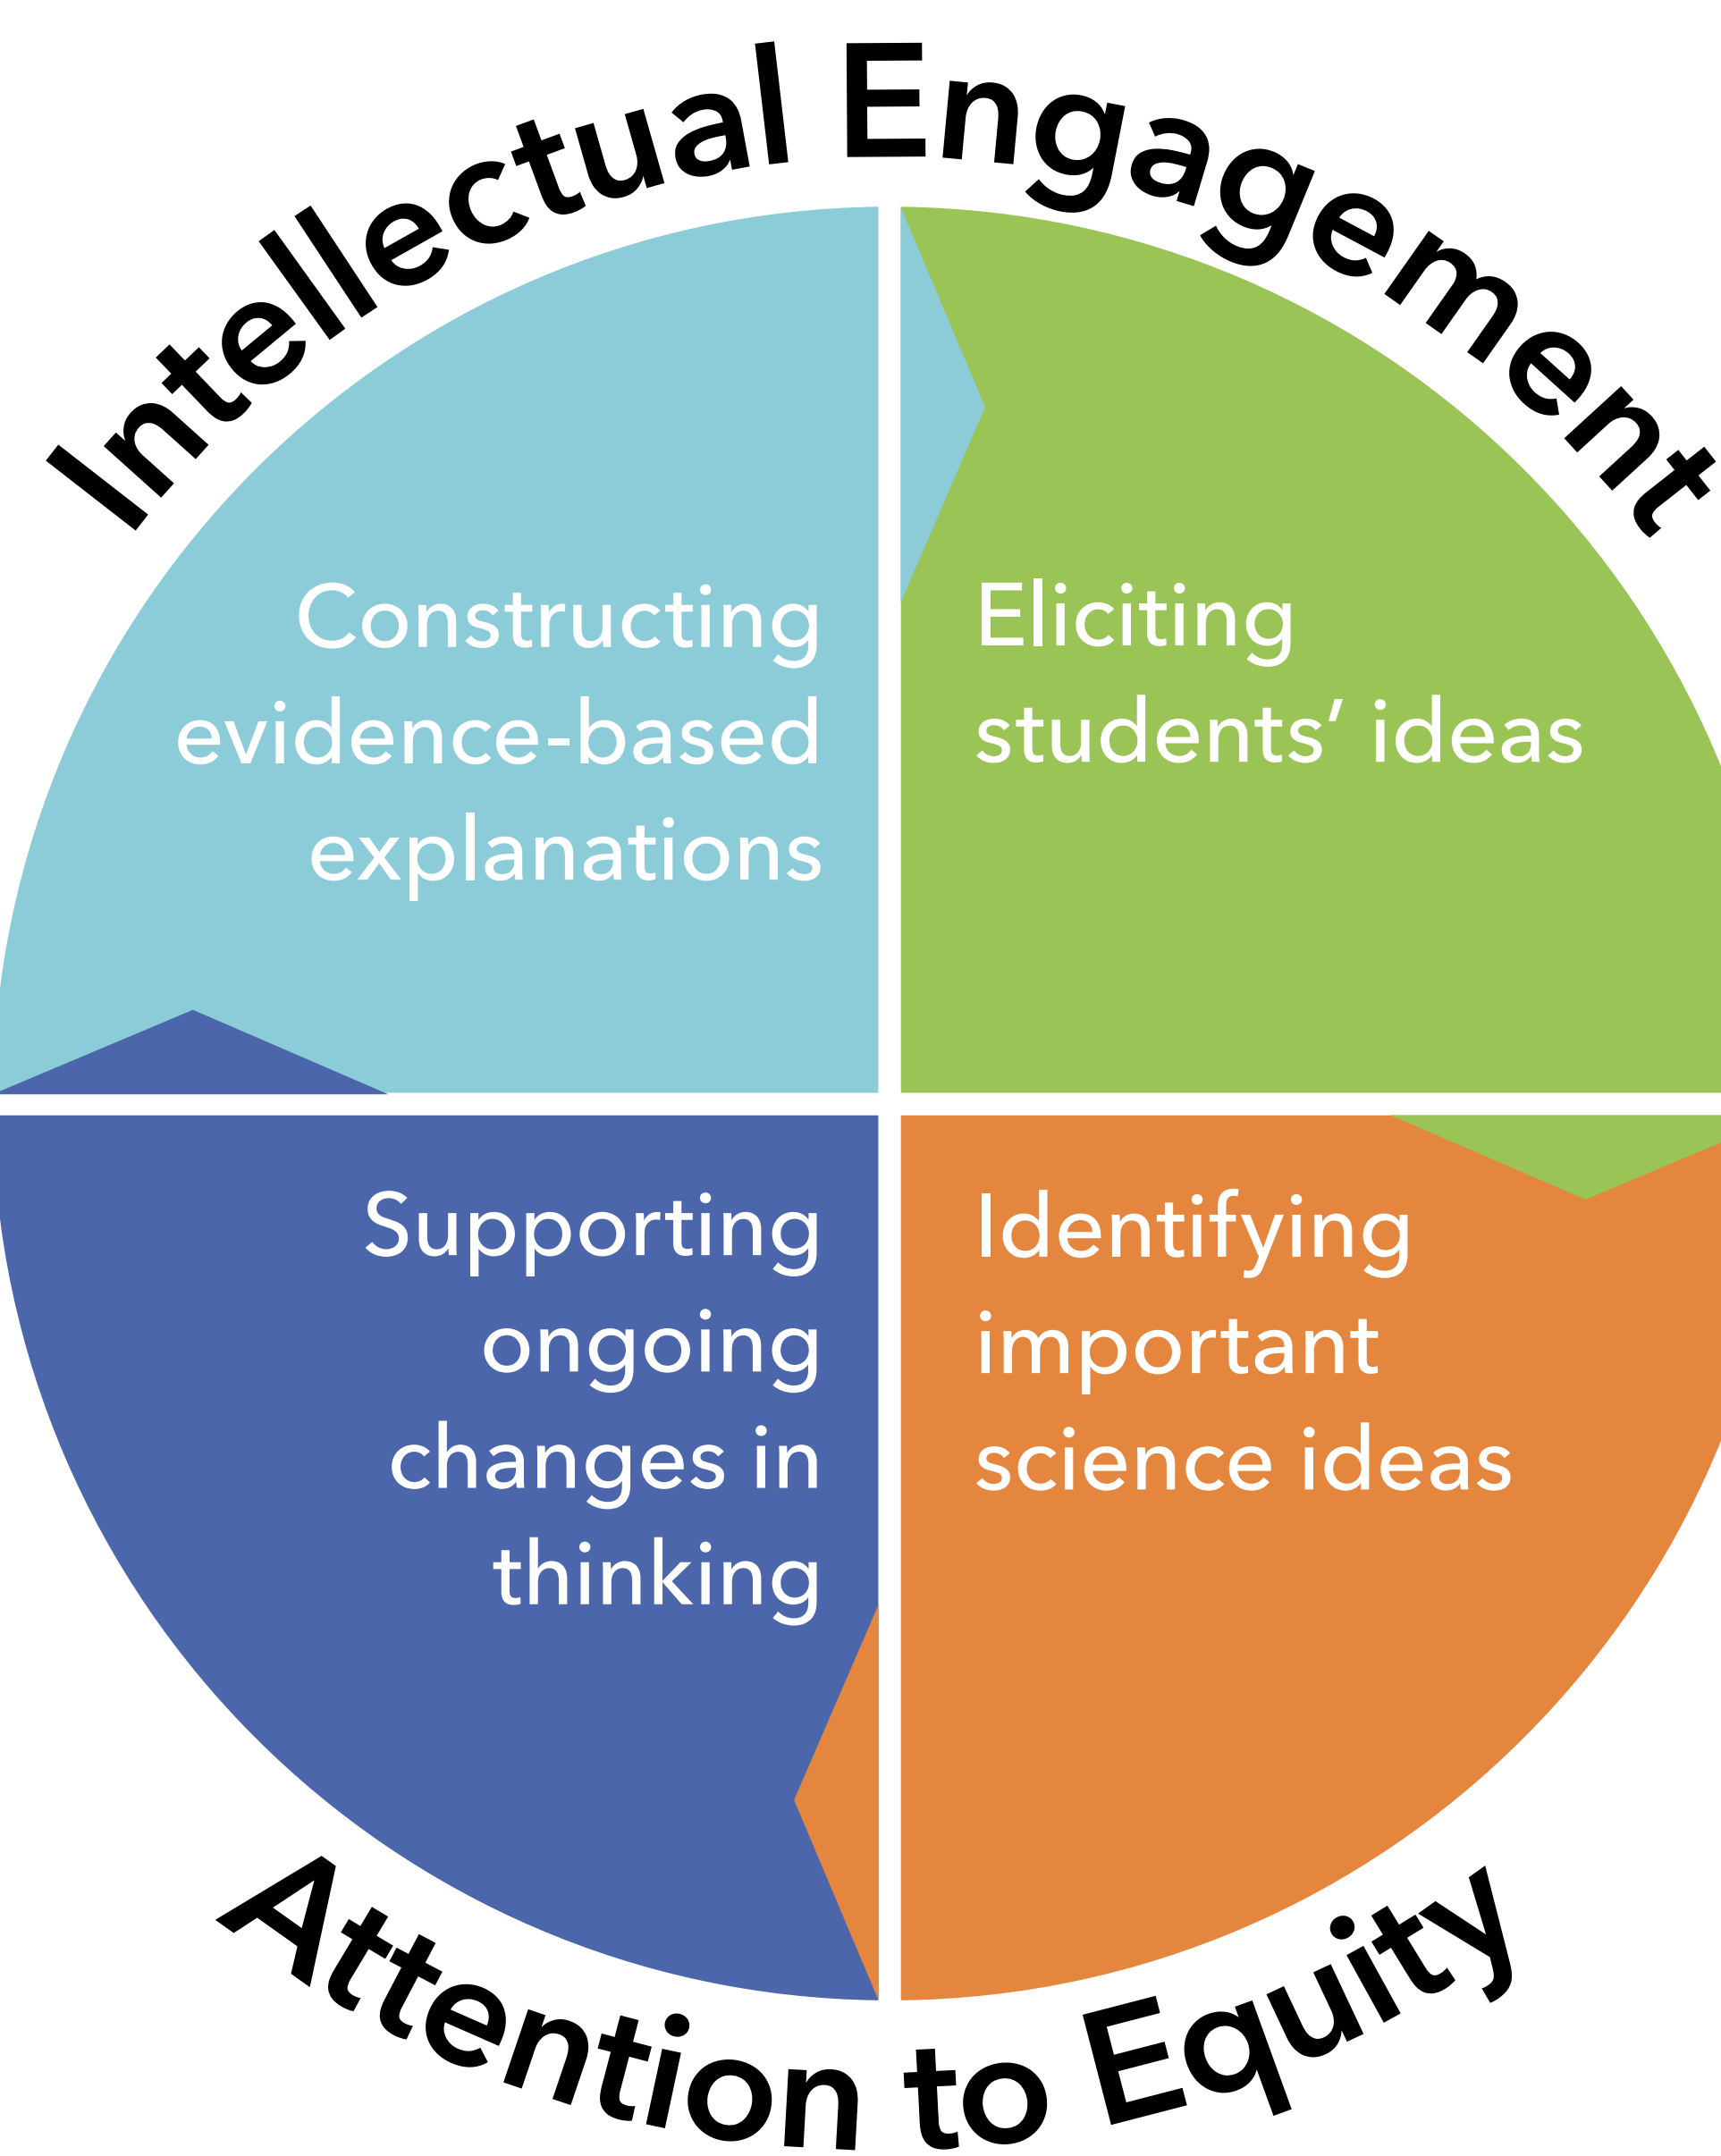 Intellectual Engagement
Constructing
evidence-based
explanations
Eliciting
students’ ideas
Supporting
ongoing
changes in
thinking
Identifying
important
science ideas
Attention to Equity